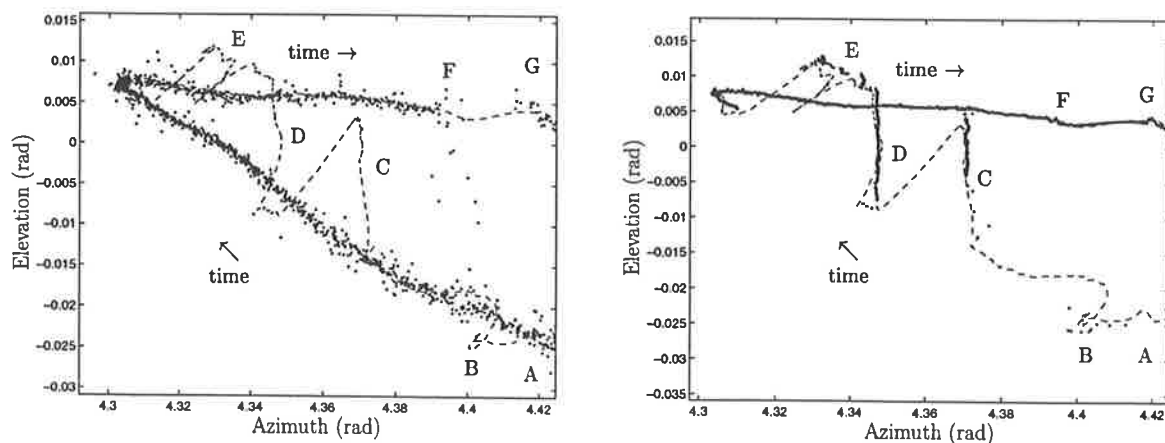 0.015
0.01
0.005
0
-0.005
-0.01
-0.015
-0.02
-0.025
-0.03
Elevation (rad)
E
time →
F
G
D
C
time
B
A
4.3
4.32
4.34
4.36
4.38
4.4
4.42
Azimuth (rad)
0.015
0.01
0.005
0
-0.005
-0.01
-0.015
-0.02
-0.025
-0.03
-0.035
Elevation (rad)
E
time →
F
G
D
C
time
B
A
4.3
4.32
4.34
4.36
4.38
4.4
4.42
Azimuth (rad)